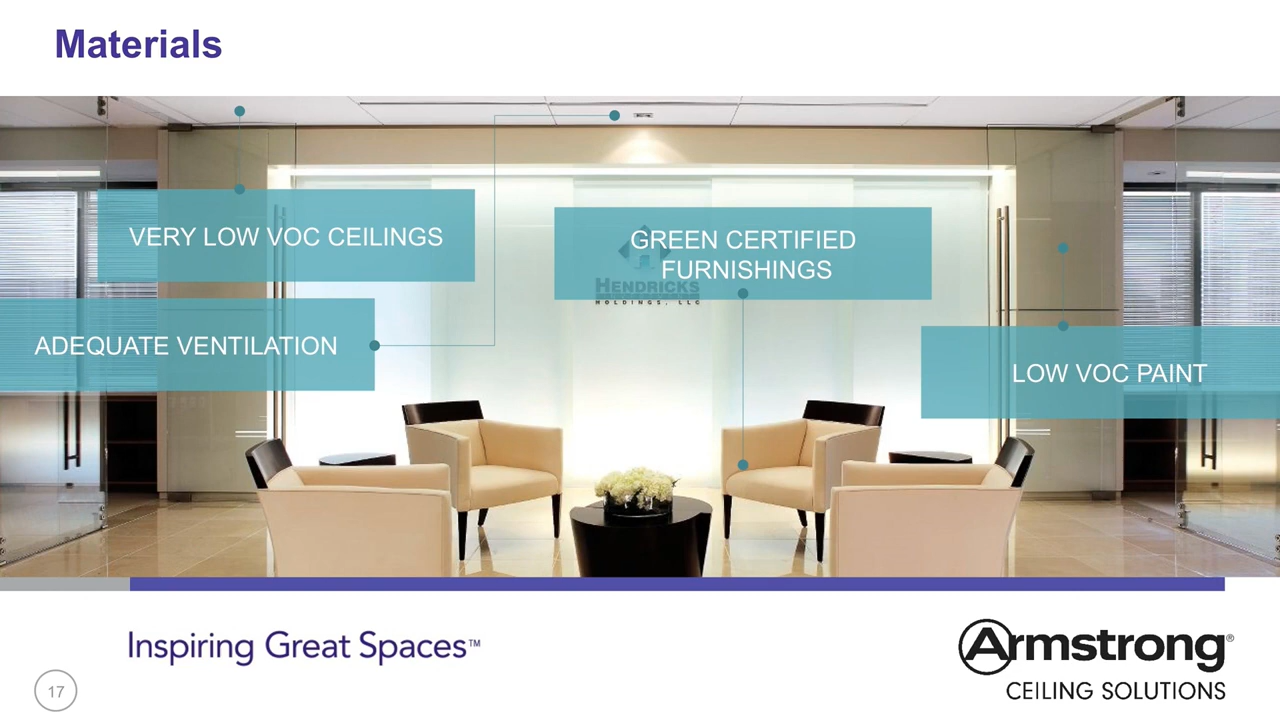 Materials
VERY LOW VOC CEILINGS
GREEN CERTIFIED
FURNISHINGS
HENDRICKS
HOLDINGS, LLC
ADEQUATE VENTILATION
LOW VOC PAINT
Inspiring Great Spaces™
Armstrong®
CEILING SOLUTIONS
17